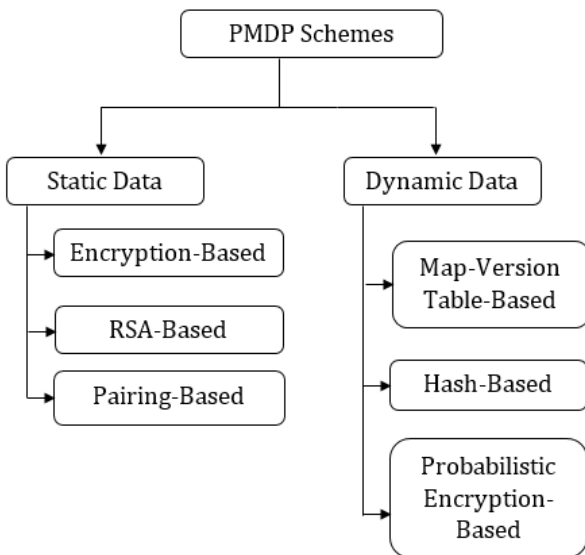 PMDP Schemes
Static Data
Encryption-Based
RSA-Based
Pairing-Based
Dynamic Data
Map-Version
Table-Based
Hash-Based
Probabilistic
Encryption-
Based